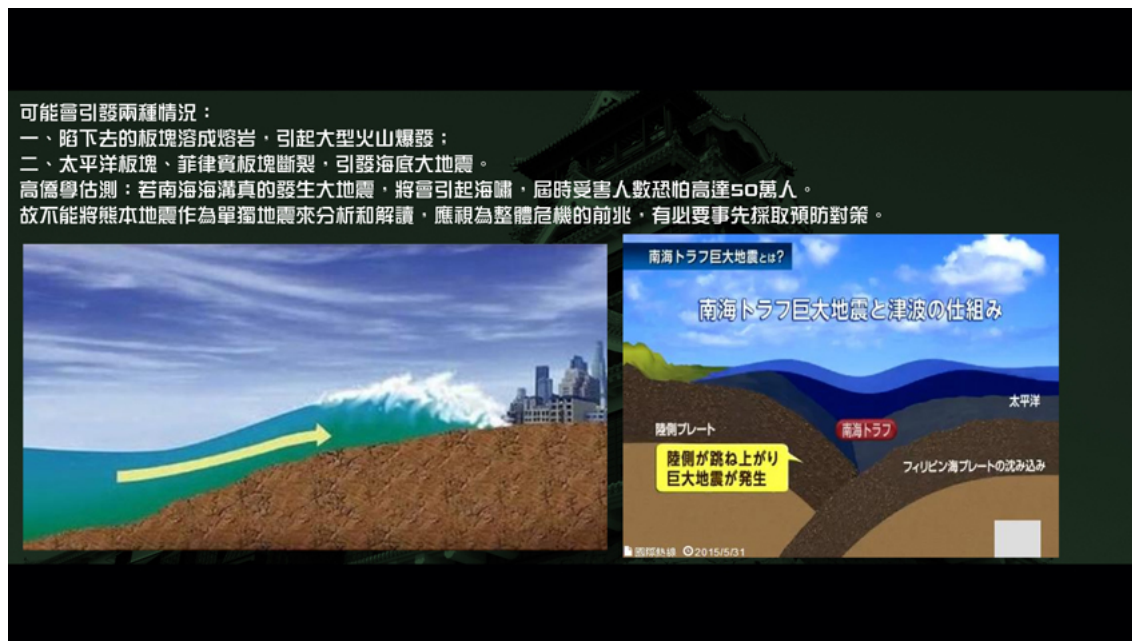 可能會引發兩種情況：
一、陷下去的板塊溶成熔岩，引起大型火山爆發；
二、太平洋板塊、菲律賓板塊斷裂，引發海底大地震。
高僑學估測：若南海海溝真的發生大地震，將會引起海嘯，屆時受害人數恐怕高達50萬人。
故不能將熊本地震作為單獨地震來分析和解讀，應視為整體危機的前兆，有必要事先採取預防對策。
南海トラフ巨大地震とは?
南海トラフ巨大地震と津波の仕組み
太平洋
陸側プレート
南海トラフ
陸側が跳ね上がり
巨大地震が発生
フィリピン海プレートの沈み込み
國際熱線 2015/5/31